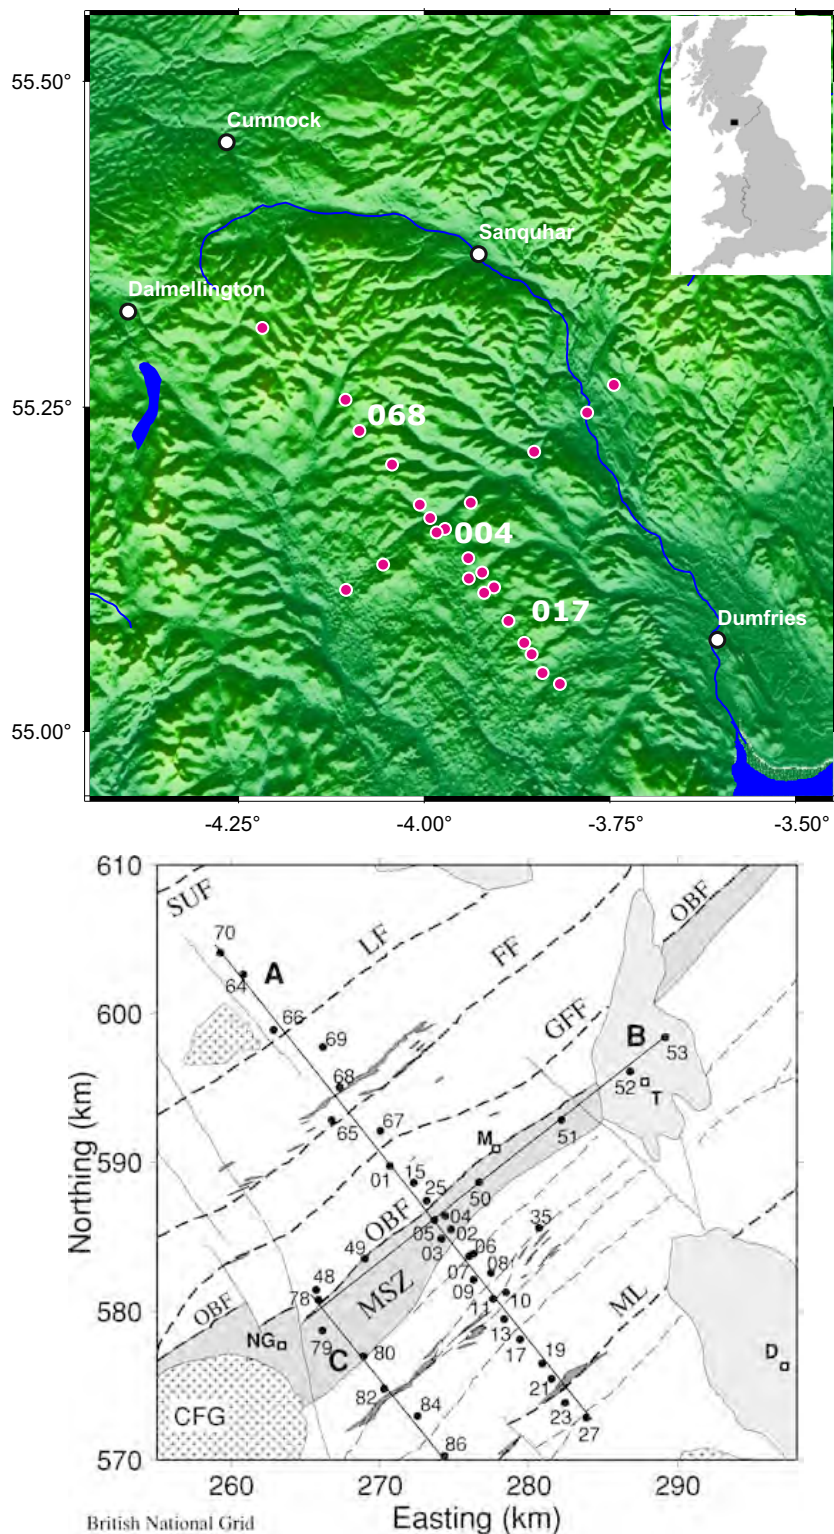 55.50°
Cumnock
Sanquhar
Dalmellington
55.25°
068
004
017
Dumfries
55.00°
-4.25° -4.00° -3.75° -3.50°
610
SUF
LF
FF
OBF
70
A
64
600
66
69
GFF
B
53
68
52
T
65
67
M
51
590
01
15
25
50
OBF
04
05
02
35
03
49
06
07
08
48
MSZ
09
78
10
11
ML
OBF
13
NG
79
C
80
17
19
D
82
21
CFG
84
23
27
86
570
580
260 270 280 290
Northing (km)
Easting (km)
British National Grid